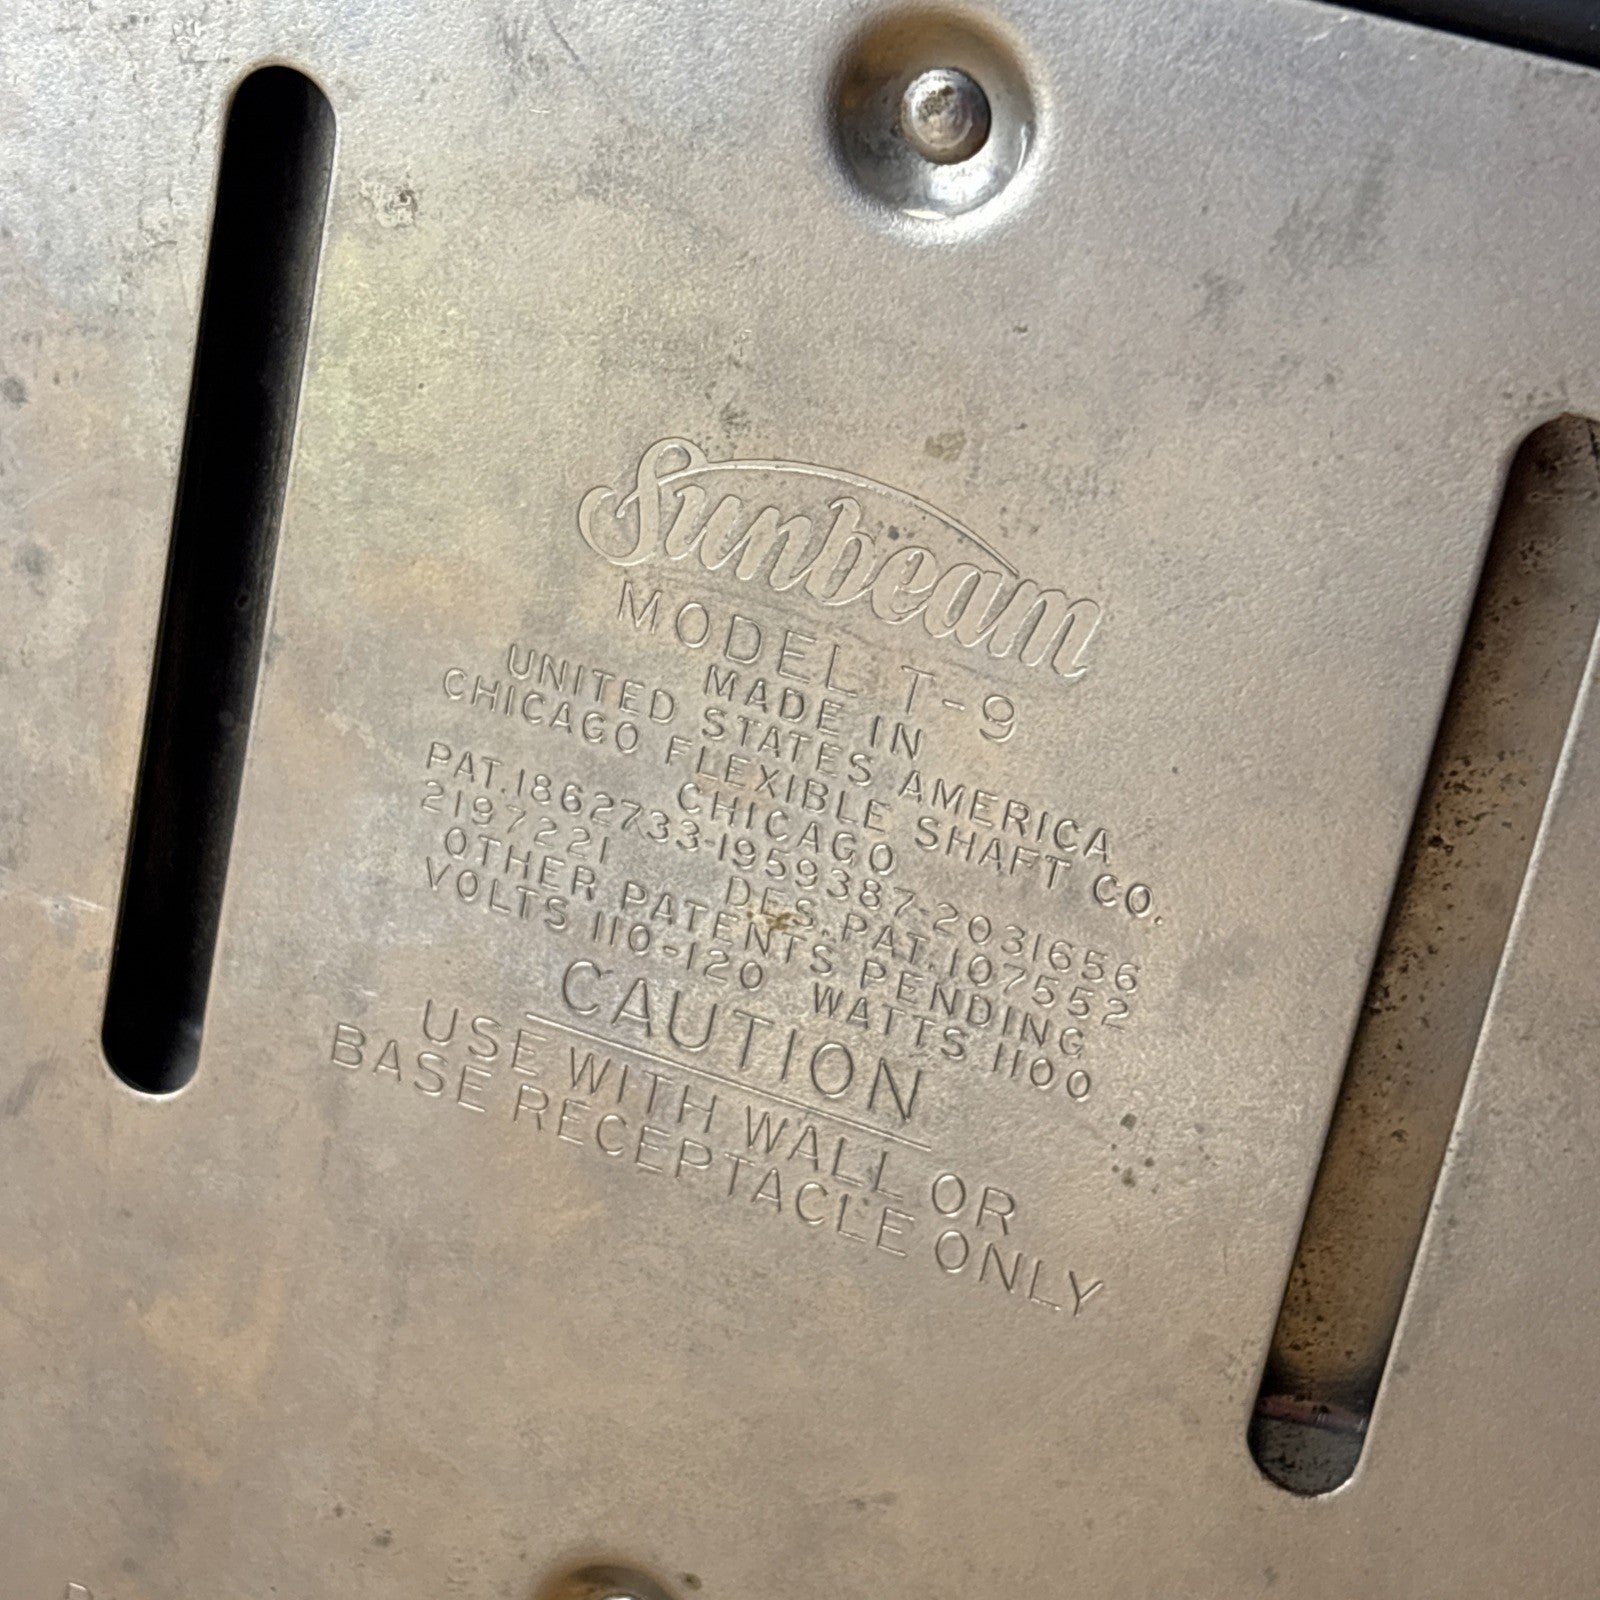 Sunbeam
MODEL T-9
MADE IN
UNITED STATES AMERICA
CHICAGO FLEXIBLE SHAFT CO.
CHICAGO
PAT.1862733-1959387-2031656
2197221 DES.PAT.107552
OTHER PATENTS PENDING
VOLTS 110-120 WATTS 1100
CAUTION
USE WITH WALL OR
BASE RECEPTACLE ONLY